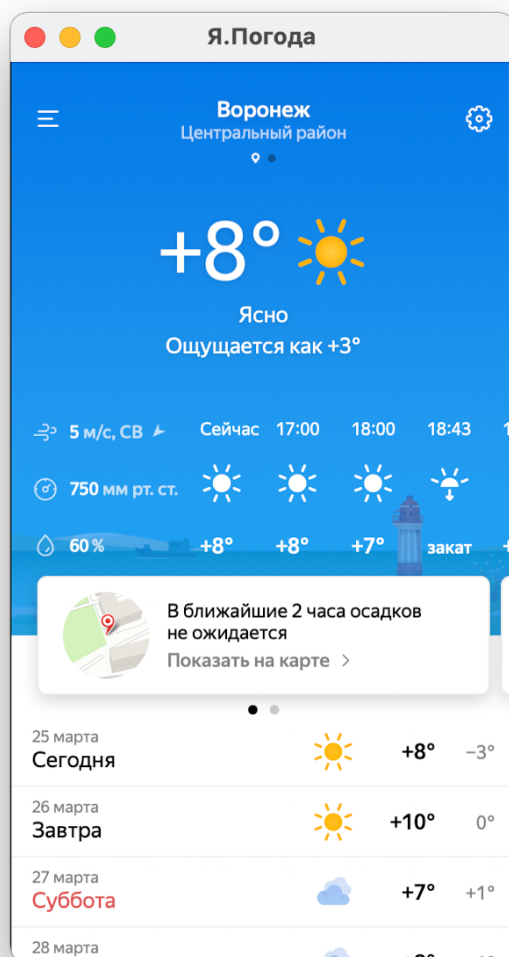 Я.Погода
Воронеж
Центральный район
+8°
Ясно
Ощущается как +3°
5 м/с, СВ
Сейчас 17:00 18:00 18:43
750 мм рт. ст.
60 %
+8° +8° +7° закат
В ближайшие 2 часа осадков
не ожидается
Показать на карте
25 марта
Сегодня +8° −3°
26 марта
Завтра +10° 0°
27 марта
Суббота +7° +1°
28 марта